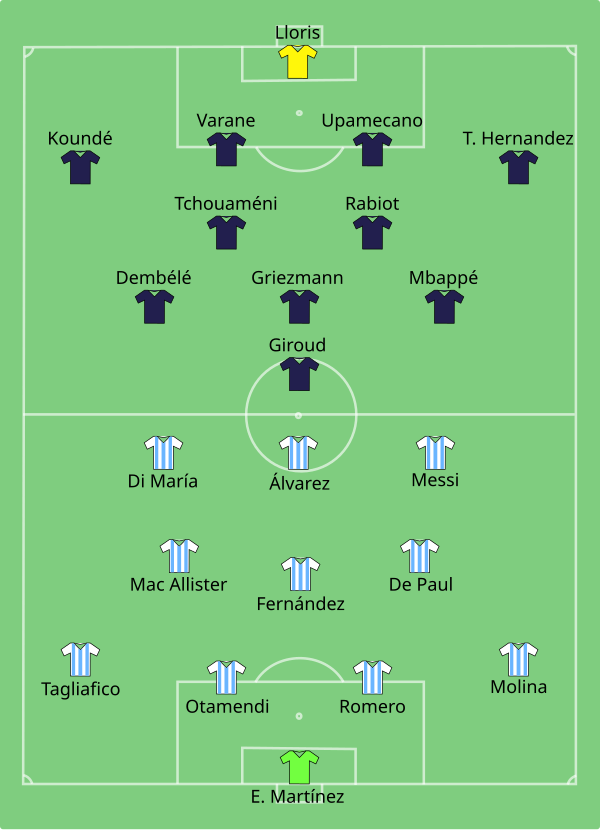 Lloris
Varane
Upamecano
Koundé
T. Hernandez
Tchouaméni
Rabiot
Dembélé
Griezmann
Mbappé
Giroud
Di María
Álvarez
Messi
Mac Allister
Fernández
De Paul
Tagliafico
Otamendi
Romero
Molina
E. Martínez